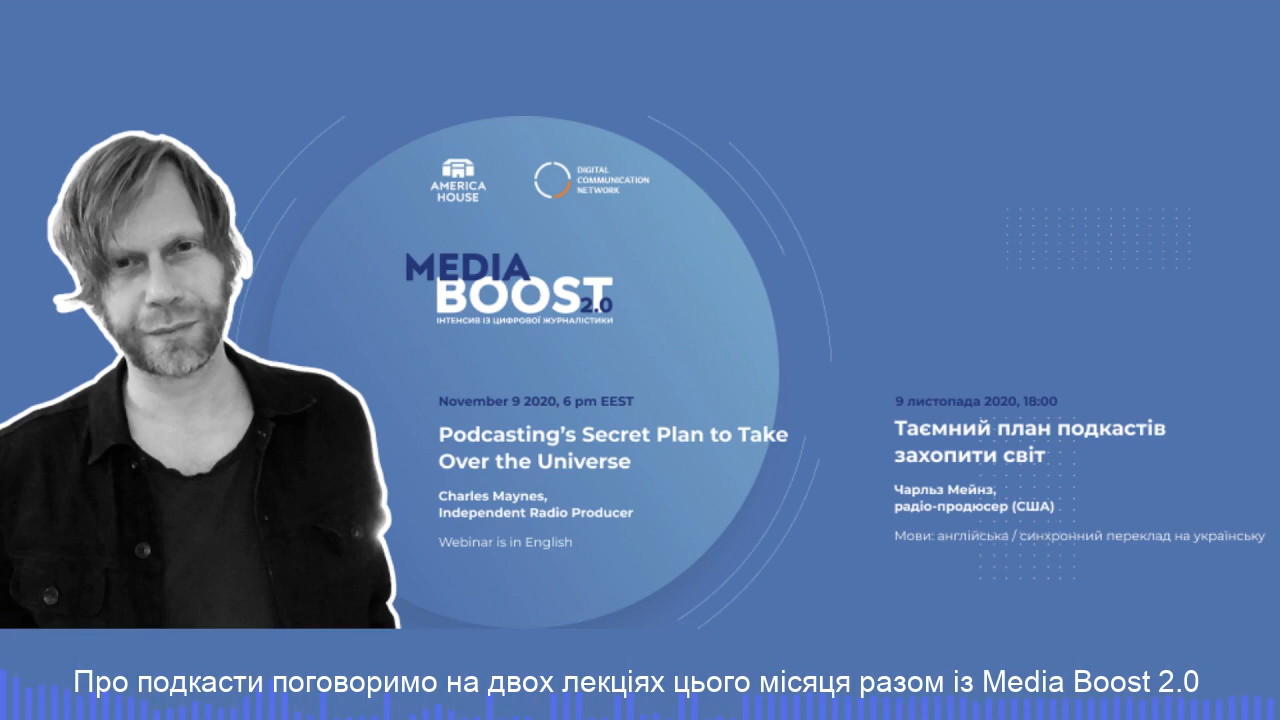 AMERICA
HOUSE
DIGITAL
COMMUNICATION
NETWORK
MEDIA
BOOST 2.0
ІНТЕНСИВ ІЗ ЦИФРОВОЇ ЖУРНАЛІСТИКИ
November 9 2020, 6 pm EEST
Podcasting’s Secret Plan to Take
Over the Universe
Charles Maynes,
Independent Radio Producer
Webinar is in English
9 листопада 2020, 18:00
Таємний план подкастів
захопити світ
Чарльз Мейнз,
радіо-продюсер (США)
Мови: англійська / синхронний переклад на українську
Про подкасти поговоримо на двох лекціях цього місяця разом із Media Boost 2.0